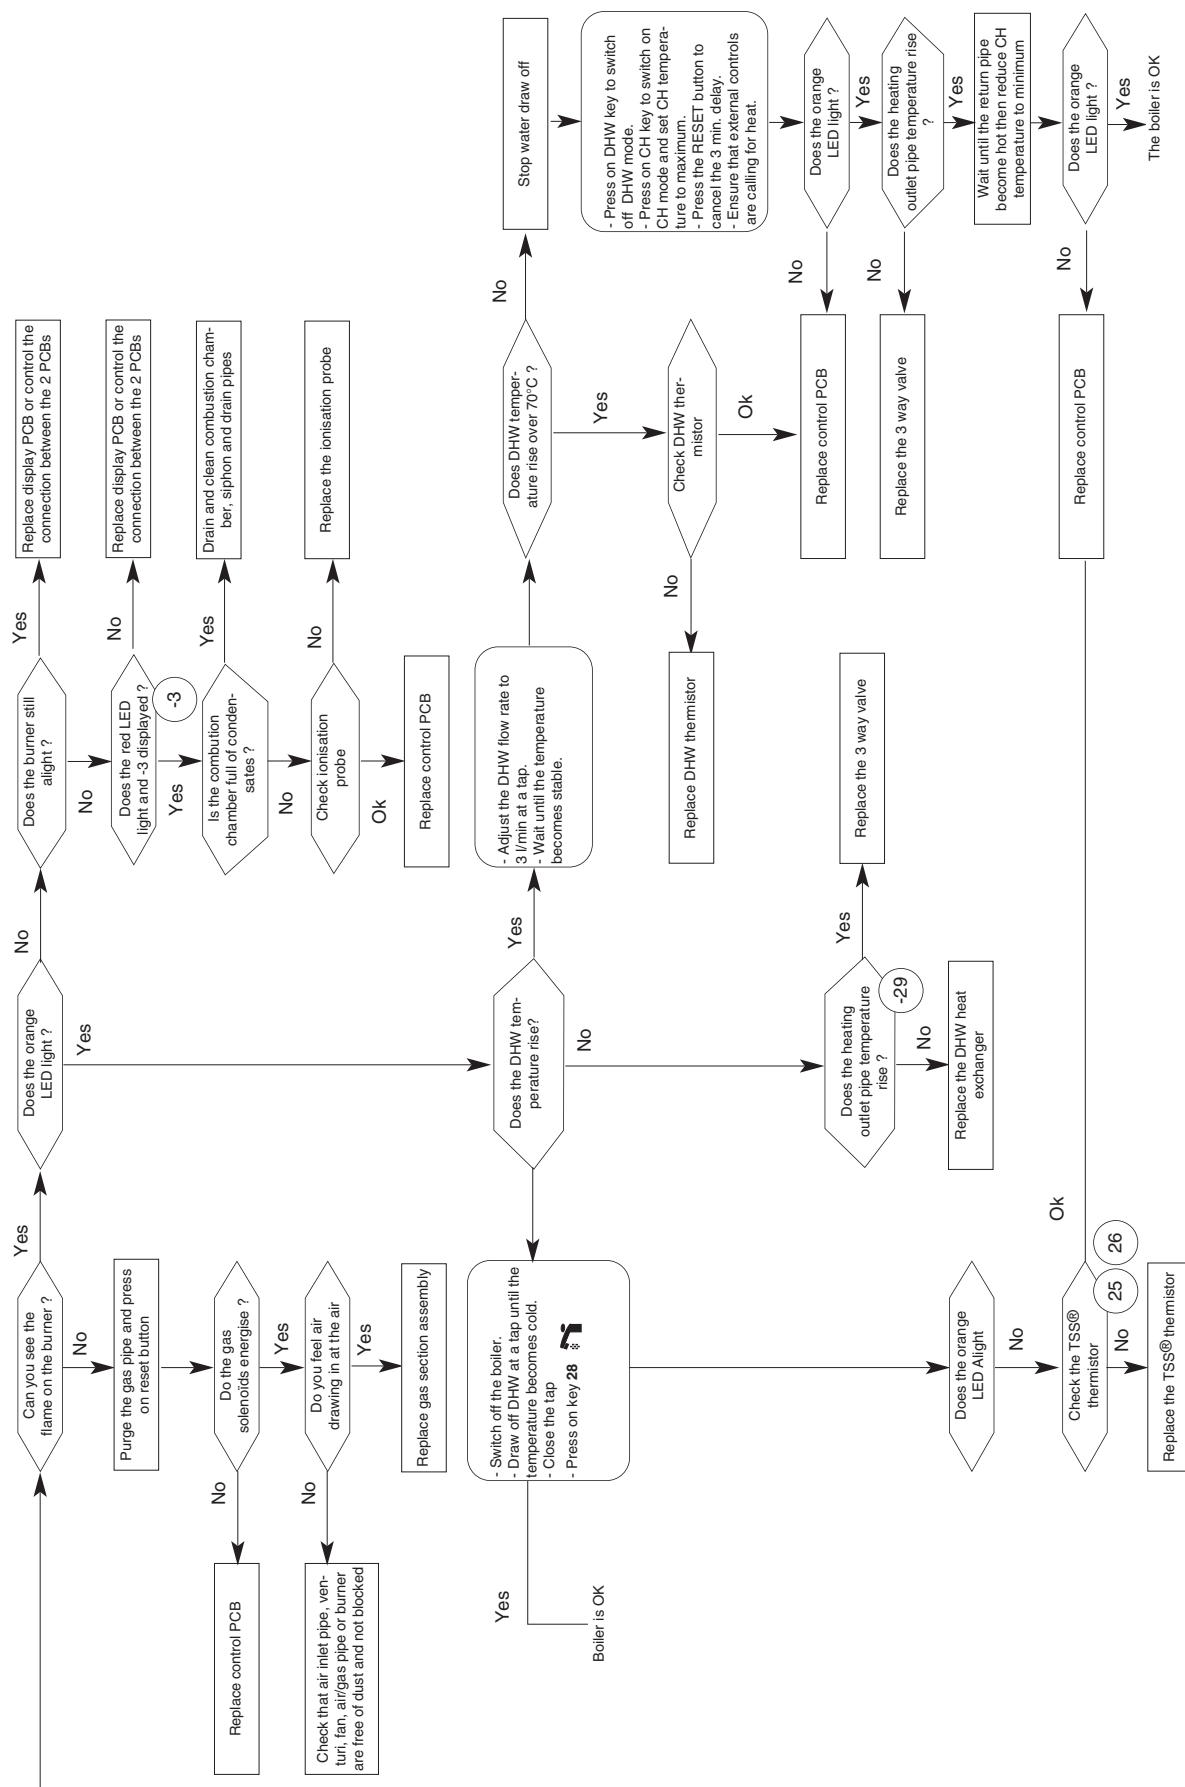 Can you see the
flame on the burner ?
Yes
No
Does the orange
LED light ?
No
Yes
Does the burner still
alight ?
Yes
No
Replace display PCB or control the
connection between the 2 PCBs
Purge the gas pipe and press
on reset button
Does the red LED
light and -3 displayed ?
-3
No
Yes
Replace display PCB or control the
connection between the 2 PCBs
Do the gas
solenoïds energise ?
No
Yes
Replace control PCB
Is the combution
chamber full of conden-
sates ?
Yes
No
Drain and clean combustion cham-
ber, siphon and drain pipes
Do you feel air
drawing in at the air
No
Yes
Check that air inlet pipe, ven-
turi, fan, air/gas pipe or burner
are free of dust and not blocked
Check ionisation
probe
No
Ok
Replace the ionisation probe
Replace gas section assembly
Replace control PCB
- Switch off the boiler.
- Draw off DHW at a tap until the
temperature becomes cold.
- Close the tap
- Press on key 28
Yes
Boiler is OK
Does the DHW tem-
perature rise?
Yes
No
- Adjust the DHW flow rate to
3 l/min at a tap.
- Wait until the temperature
becomes stable.
Does DHW temper-
ature rise over 70°C ?
No
Yes
Stop water draw off
- Press on DHW key to switch
off DHW mode.
- Press on CH key to switch on
CH mode and set CH tempera-
ture to maximum.
- Press the RESET button to
cancel the 3 min. delay.
- Ensure that external controls
are calling for heat.
Check DHW ther-
mistor
No
Ok
Replace DHW thermistor
Replace control PCB
Does the orange
LED light ?
No
Yes
Does the heating
outlet pipe temperature
rise ?
-29
Yes
No
Replace the 3 way valve
Replace the 3 way valve
Does the heating
outlet pipe temperature rise
?
No
Yes
Replace the DHW heat
exchanger
Wait until the return pipe
become hot then reduce CH
temperature to minimum
Does the orange
LED Alight
No
Check the TSS®
thermistor
25
26
Ok
No
Replace control PCB
Does the orange
LED light ?
No
Yes
Replace the TSS® thermistor
The boiler is OK